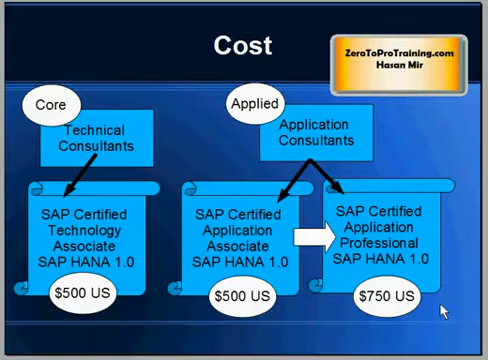 Cost
ZeroToProTraining.com
Hasan Mir
Core
Technical
Consultants
Applied
Application
Consultants
SAP Certified
Technology
Associate
SAP HANA 1.0
$500 US
SAP Certified
Application
Associate
SAP HANA 1.0
$500 US
SAP Certified
Application
Professional
SAP HANA 1.0
$750 US